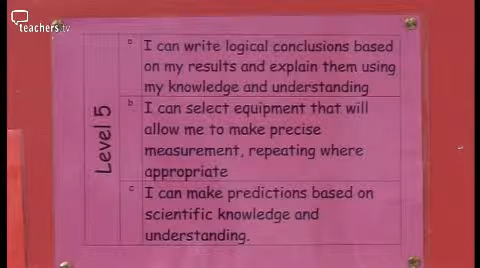 teachers.tv
Level 5
a
I can write logical conclusions based
on my results and explain them using
my knowledge and understanding
b
I can select equipment that will
allow me to make precise
measurement, repeating where
appropriate
c
I can make predictions based on
scientific knowledge and
understanding.